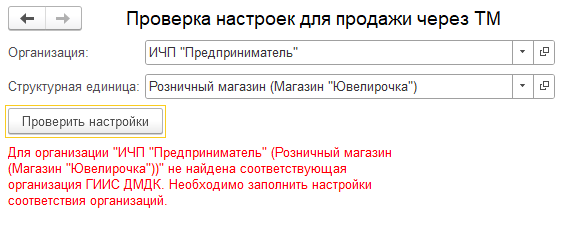 Проверка настроек для продажи через ТМ
Организация: ИЧП "Предприниматель"
Структурная единица: Розничный магазин (Магазин "Ювелирочка")
Проверить настройки
Для организации "ИЧП "Предприниматель" (Розничный магазин
(Магазин "Ювелирочка"))" не найдена соответствующая
организация ГИИС ДМДК. Необходимо заполнить настройки
соответствия организаций.